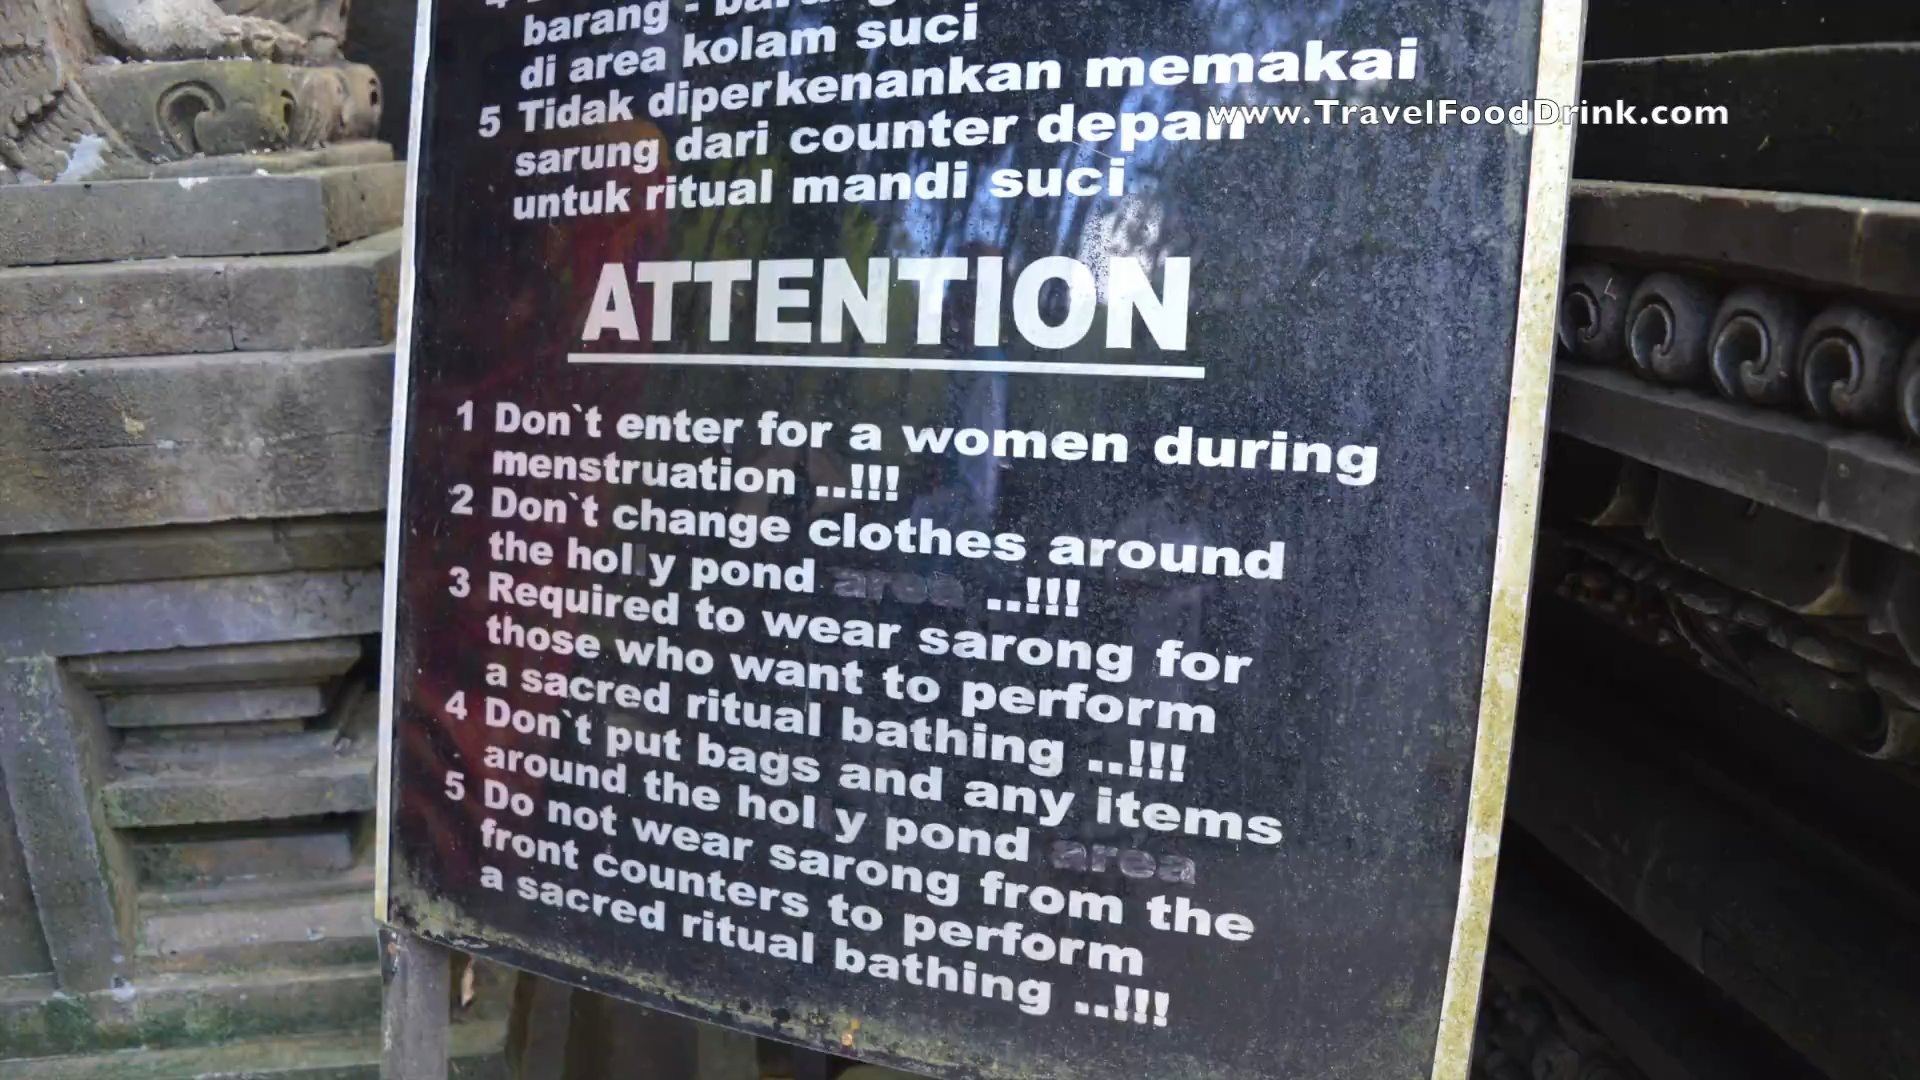 barang -
di area kolam suci
5 Tidak diperkenankan memakai
sarung dari counter depan
untuk ritual mandi suci
www.TravelFoodDrink.com
ATTENTION
1 Don`t enter for a women during
menstruation ..!!!
2 Don`t change clothes around
the holly pond area ..!!!
3 Required to wear sarong for
those who want to perform
a sacred ritual bathing ..!!!
4 Don`t put bags and any items
around the hol y pond area
5 Do not wear sarong from the
front counters to perform
a sacred ritual bathing ..!!!